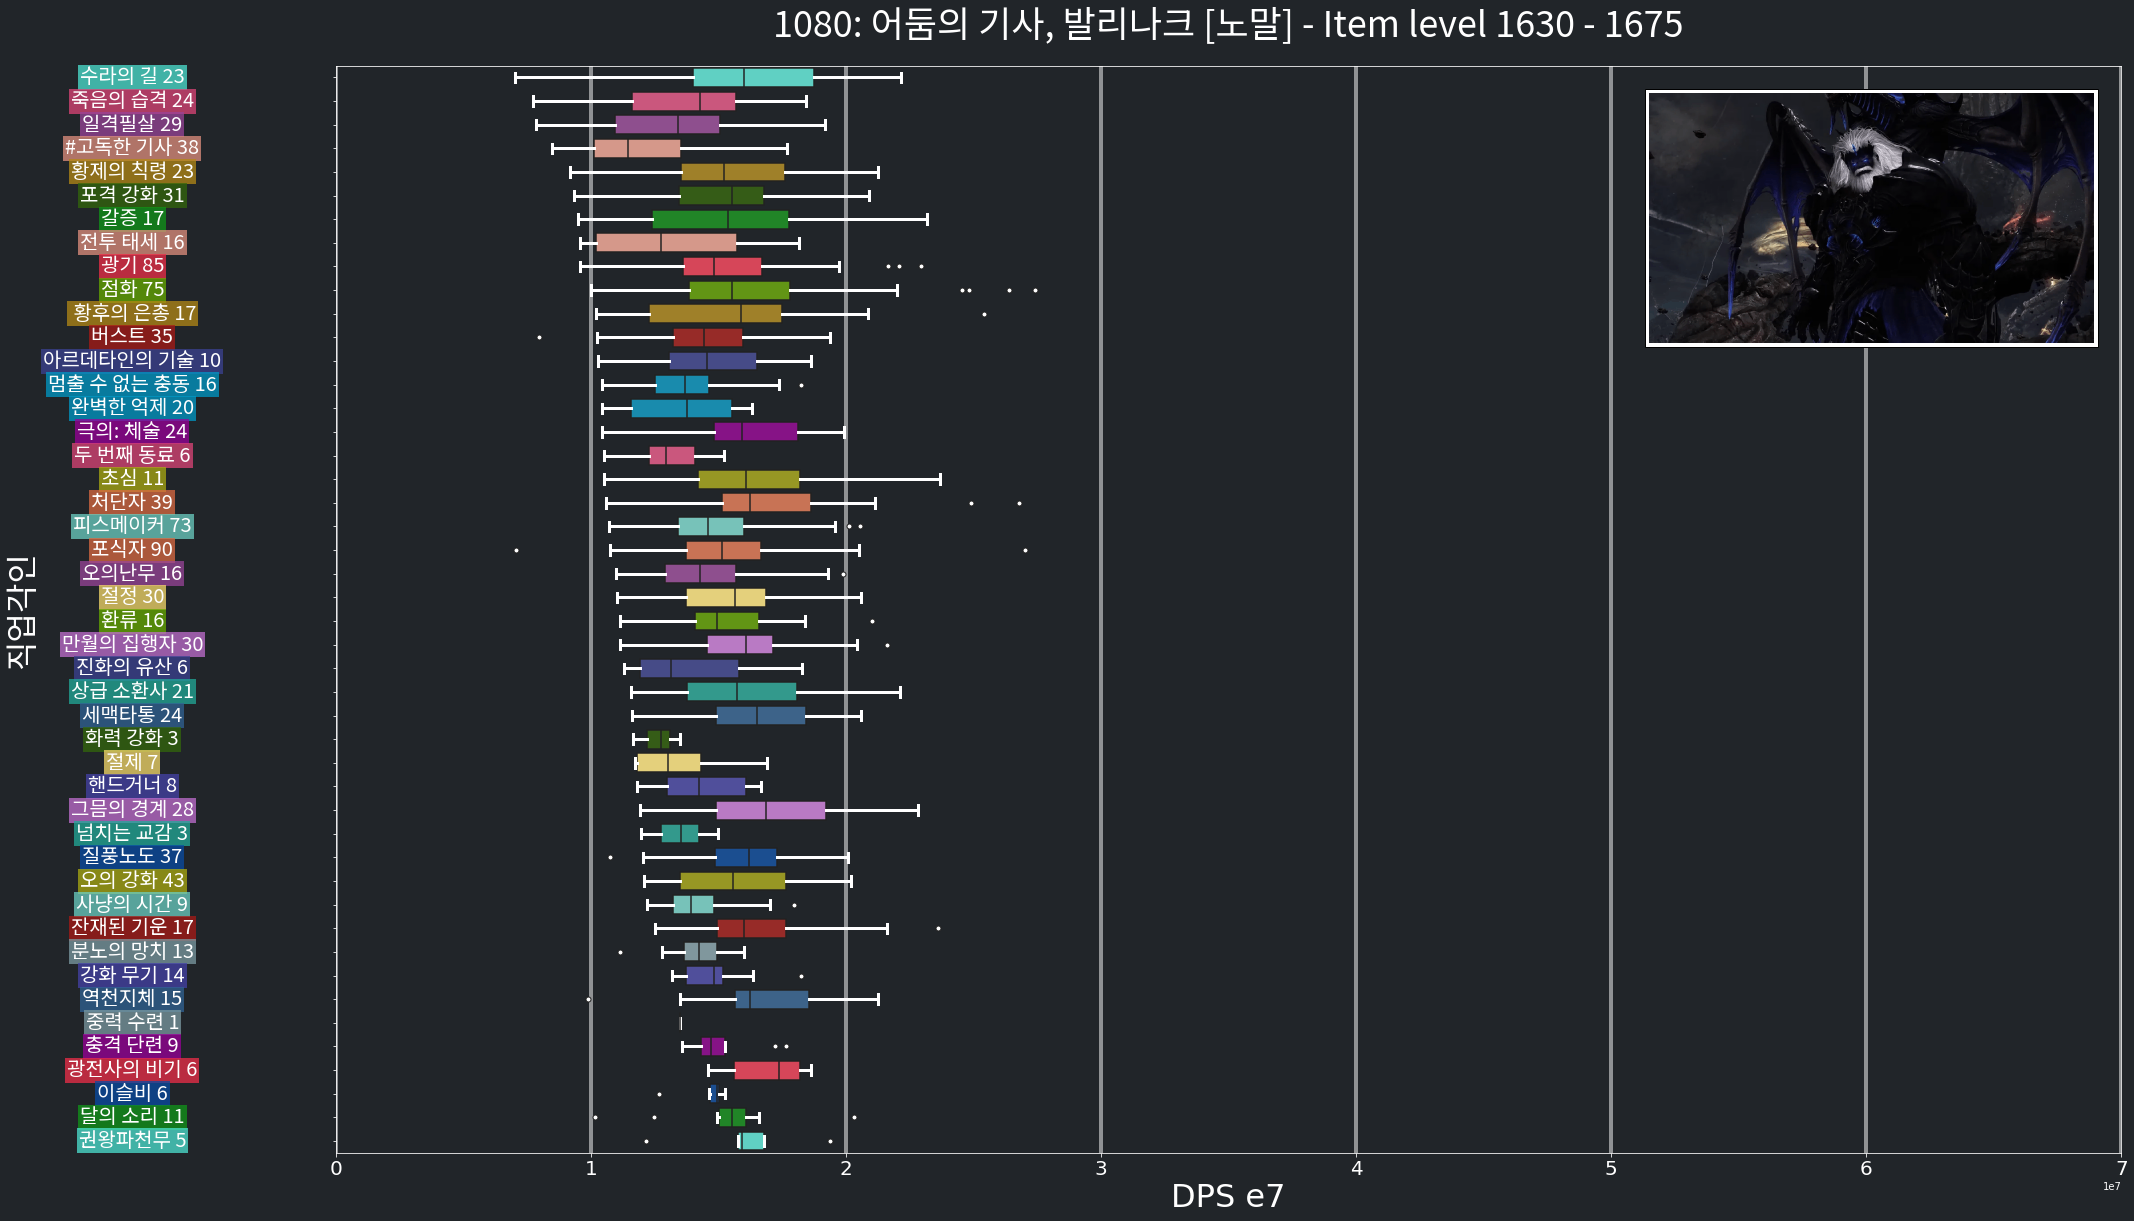 1080: 어둠의 기사, 발리나크 [노말] - Item level 1630 - 1675
수라의 길 23
죽음의 습격 24
일격필살 29
#고독한 기사 38
황제의 칙령 23
포격 강화 31
갈증 17
전투 태세 16
광기 85
점화 75
황후의 은총 17
버스트 35
아르데타인의 기술 10
멈출 수 없는 충동 16
완벽한 억제 20
극의: 체술 24
두 번째 동료 6
초심 11
처단자 39
피스메이커 73
포식자 90
오의난무 16
절정 30
환류 16
만월의 집행자 30
진화의 유산 6
상급 소환사 21
세맥타통 24
화력 강화 3
절제 7
핸드거너 8
그믐의 경계 28
넘치는 교감 3
질풍노도 37
오의 강화 43
사냥의 시간 9
잔재된 기운 17
분노의 망치 13
강화 무기 14
역천지체 15
중력 수련 1
충격 단련 9
광전사의 비기 6
이슬비 6
달의 소리 11
권왕파천무 5
직업각인
0 1 2 3 4 5 6 7
1e7
DPS e7